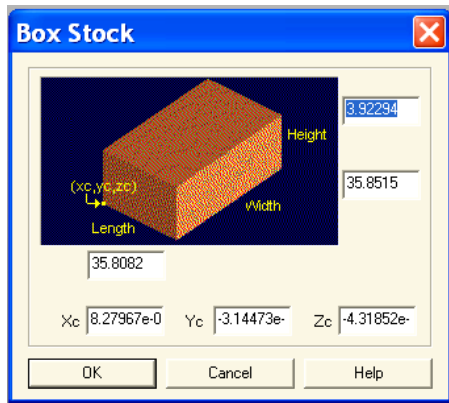 Box Stock
3.92294
Height
(xc,yc,zc)
35.8515
Width
Length
35.8082
Xc 8.27967e-0 Yc -3.14473e- Zc -4.31852e-
OK Cancel Help